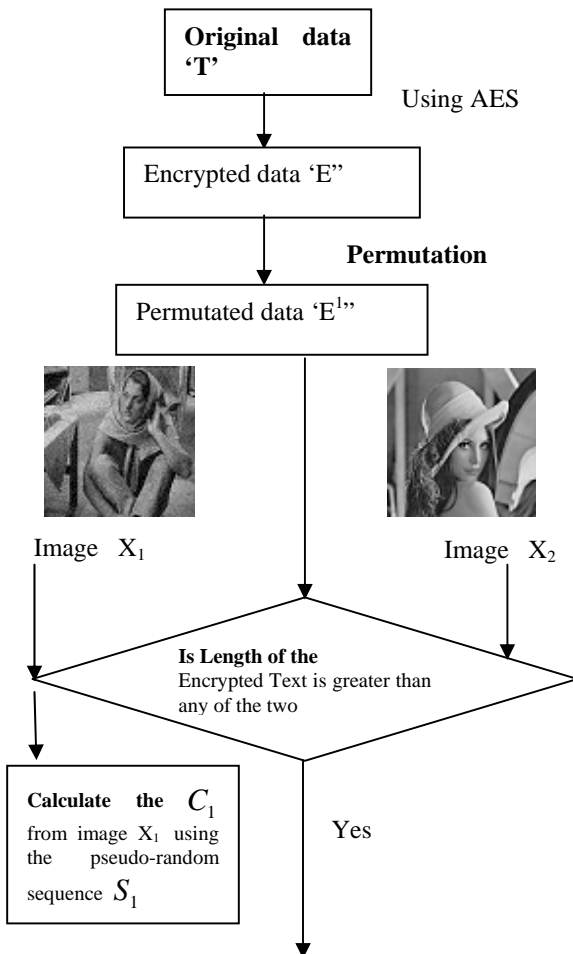 Original data
‘T’
Using AES
Encrypted data ‘E’’
Permutation
Permutated data ‘E¹’’
Image X₁
Image X₂
Is Length of the
Encrypted Text is greater than
any of the two
Calculate the C₁
from image X₁ using
the pseudo-random
sequence S₁
Yes